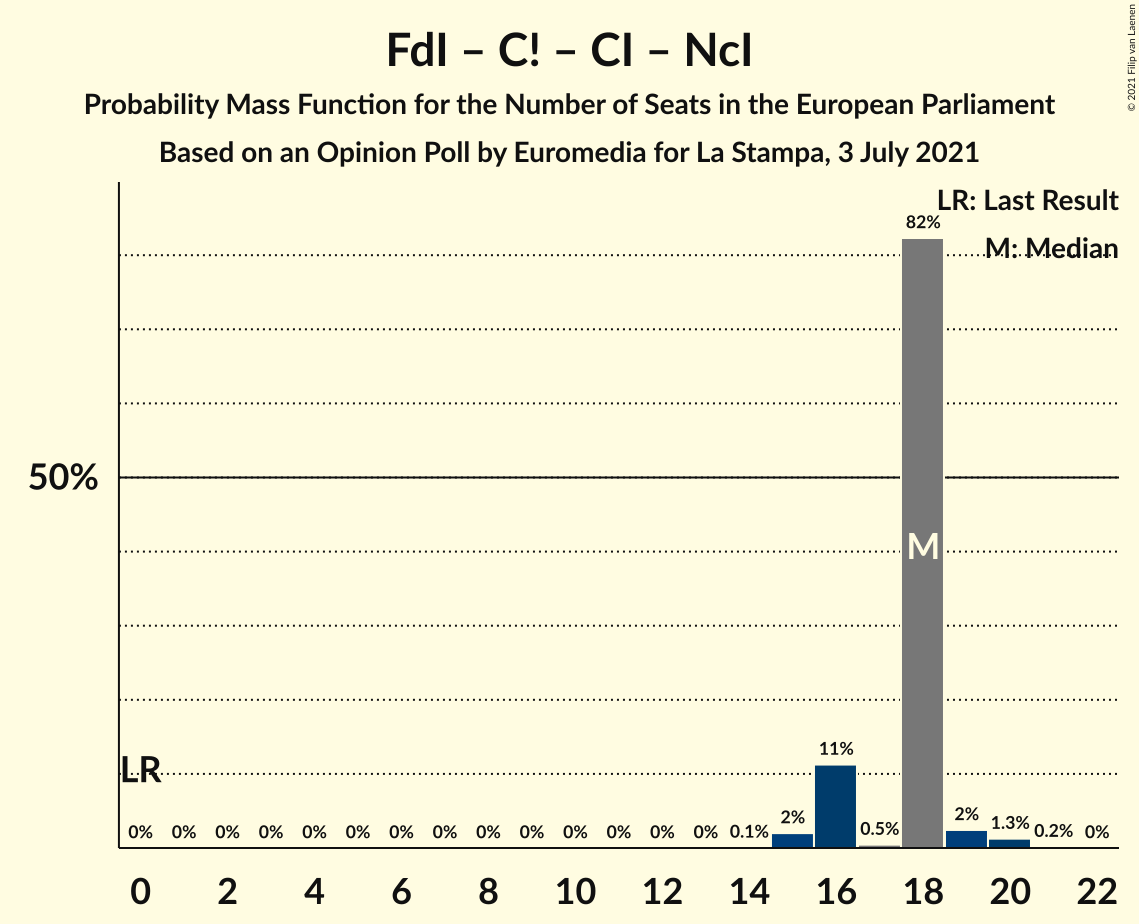 FdI – C! – CI – NcI
Probability Mass Function for the Number of Seats in the European Parliament
Based on an Opinion Poll by Euromedia for La Stampa, 3 July 2021
© 2021 Filip van Laenen
LR: Last Result
M: Median
82%
50%
M
LR
11%
0% 0% 0% 0% 0% 0% 0% 0% 0% 0% 0% 0% 0% 0% 0.1% 2% 0.5% 2% 1.3% 0.2% 0%
0 2 4 6 8 10 12 14 16 18 20 22